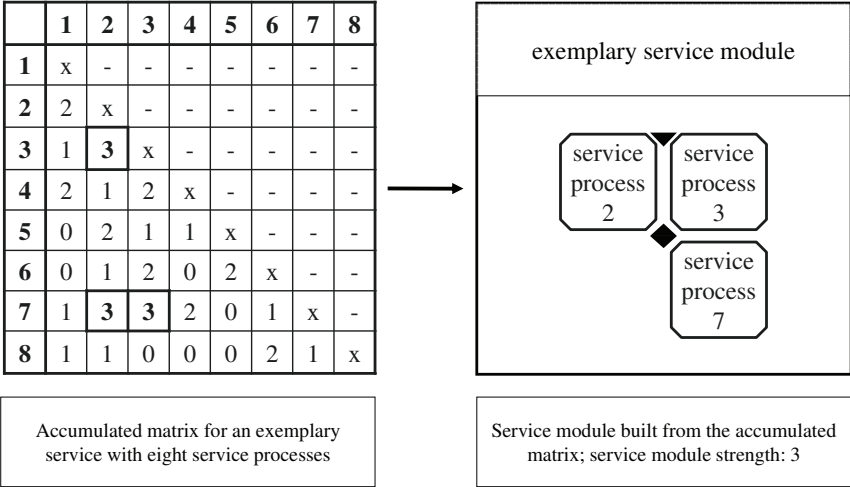 1 2 3 4 5 6 7 8
1 x - - - - - - -
2 2 x - - - - - -
3 1 3 x - - - - -
4 2 1 2 x - - - -
5 0 2 1 1 x - - -
6 0 1 2 0 2 x - -
7 1 3 3 2 0 1 x -
8 1 1 0 0 0 2 1 x
Accumulated matrix for an exemplary
service with eight service processes
exemplary service module
service
process
2
service
process
3
service
process
7
Service module built from the accumulated
matrix; service module strength: 3